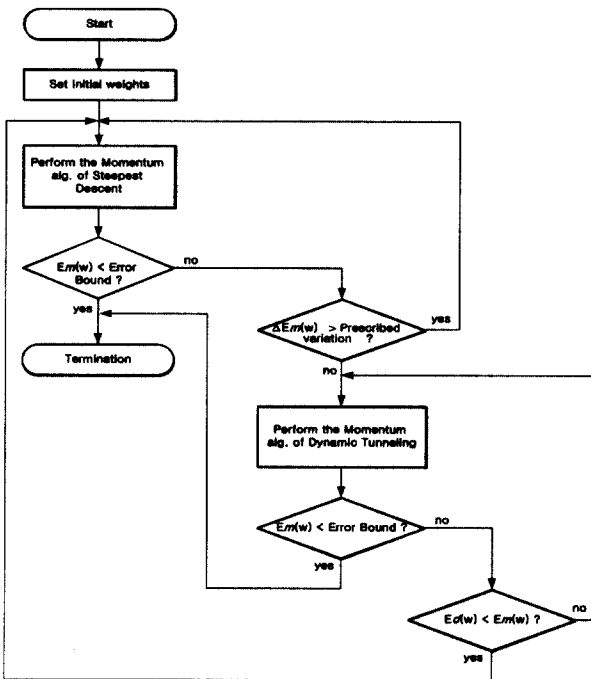 Start
Set initial weights
Perform the Momentum
alg. of Steepest
Descent
Em(w) < Error
Bound ?
no
yes
Termination
ΔEm(w) > Prescribed
variation ?
yes
no
Perform the Momentum
alg. of Dynamic Tunneling
Em(w) < Error Bound ?
no
yes
Ed(w) < Em(w) ?
no
yes